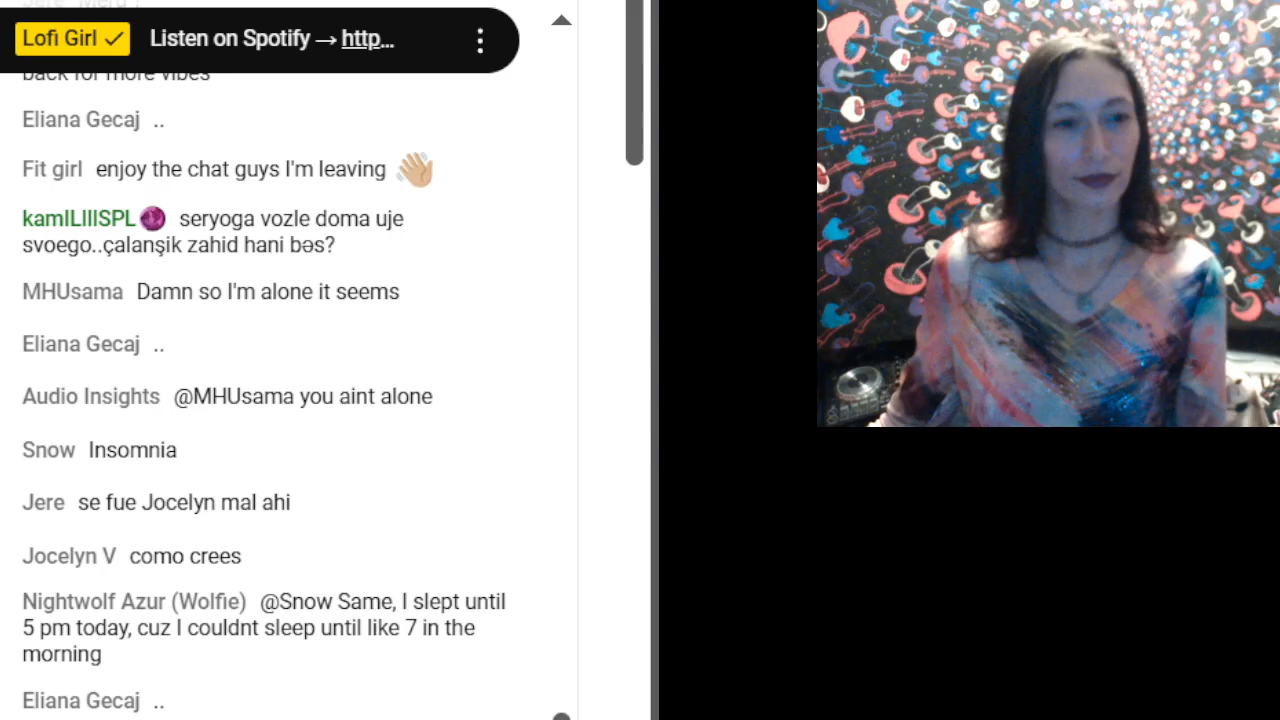 Lofi Girl ✓ Listen on Spotify → http...
back for more vibes
Eliana Gecaj ..
Fit girl enjoy the chat guys I'm leaving 👋🏼
kamILIIISPL seryoga vozle doma uje
svoego..çalanşik zahid hani bəs?
MHUsama Damn so I'm alone it seems
Eliana Gecaj ..
Audio Insights @MHUsama you aint alone
Snow Insomnia
Jere se fue Jocelyn mal ahi
Jocelyn V como crees
Nightwolf Azur (Wolfie) @Snow Same, I slept until
5 pm today, cuz I couldnt sleep until like 7 in the
morning
Eliana Gecaj ..